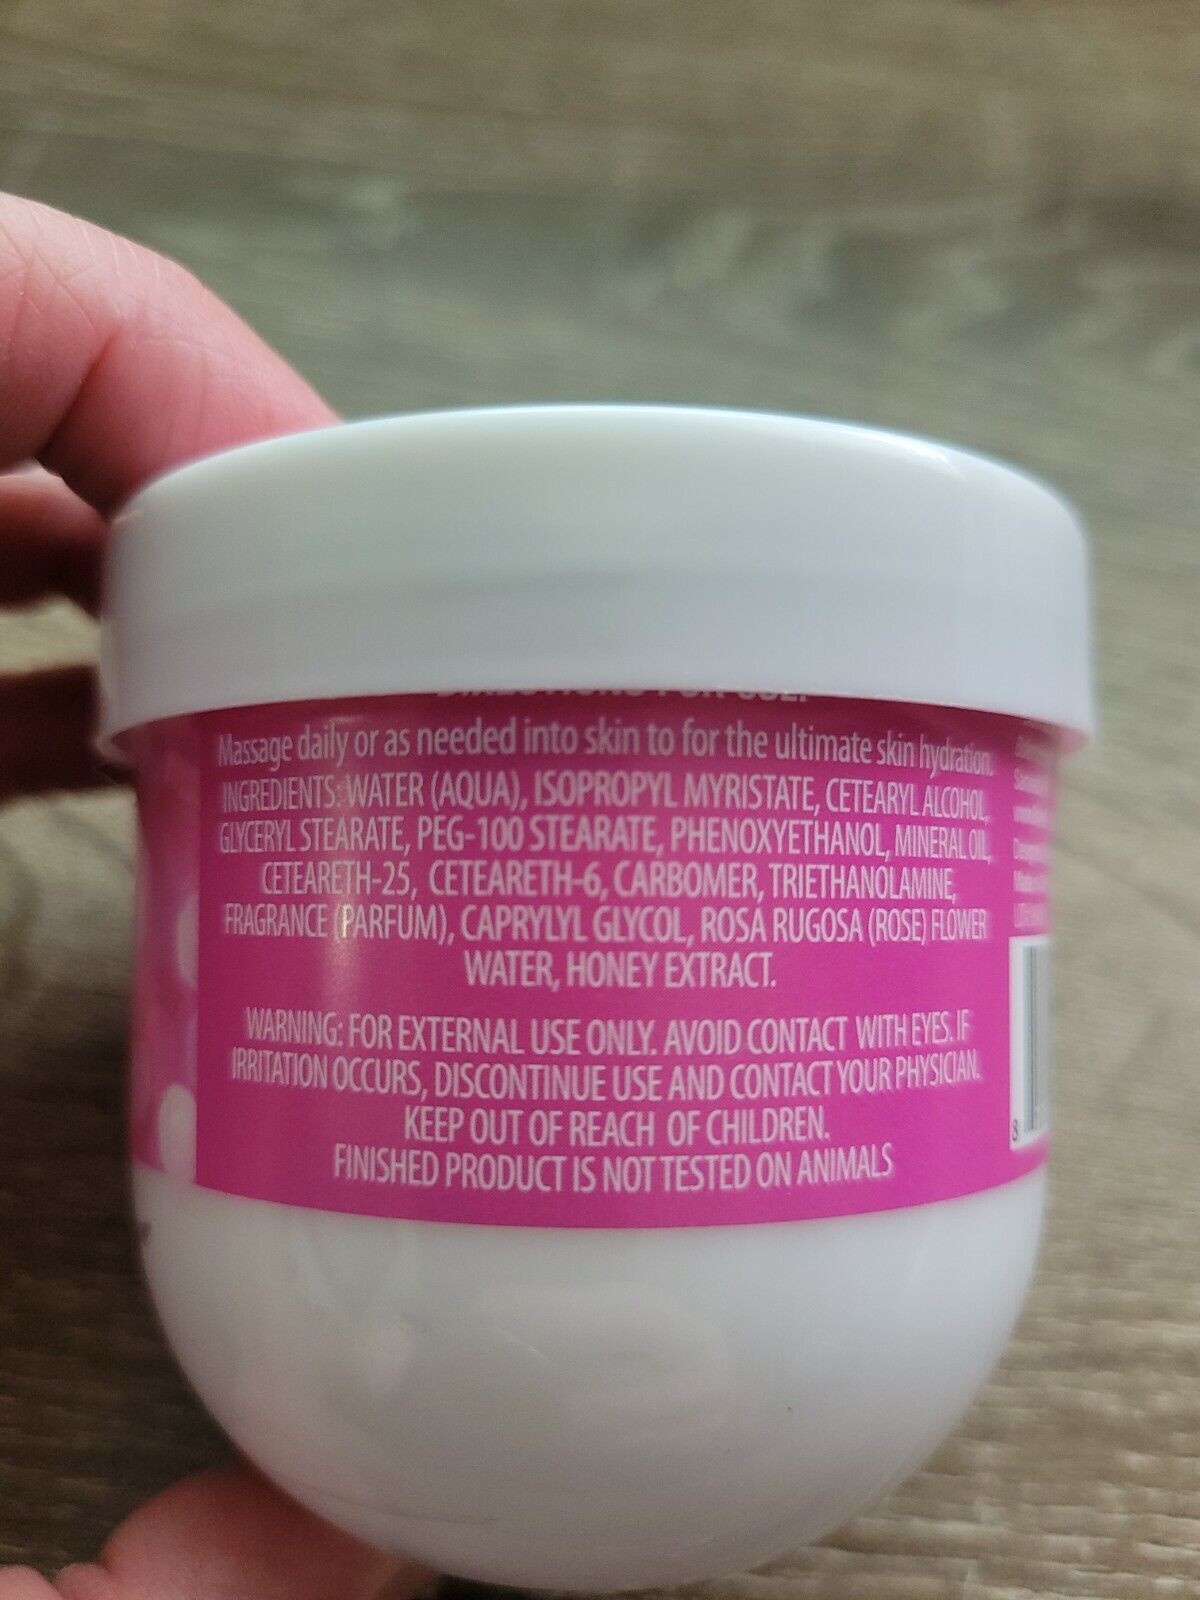 DIRECTIONS FOR USE:
Massage daily or as needed into skin to for the ultimate skin hydration.
INGREDIENTS: WATER (AQUA), ISOPROPYL MYRISTATE, CETEARYL ALCOHOL,
GLYCERYL STEARATE, PEG-100 STEARATE, PHENOXYETHANOL, MINERAL OIL,
CETEARETH-25, CETEARETH-6, CARBOMER, TRIETHANOLAMINE,
FRAGRANCE (PARFUM), CAPRYLYL GLYCOL, ROSA RUGOSA (ROSE) FLOWER
WATER, HONEY EXTRACT.
WARNING: FOR EXTERNAL USE ONLY. AVOID CONTACT WITH EYES. IF
IRRITATION OCCURS, DISCONTINUE USE AND CONTACT YOUR PHYSICIAN.
KEEP OUT OF REACH OF CHILDREN.
FINISHED PRODUCT IS NOT TESTED ON ANIMALS
8